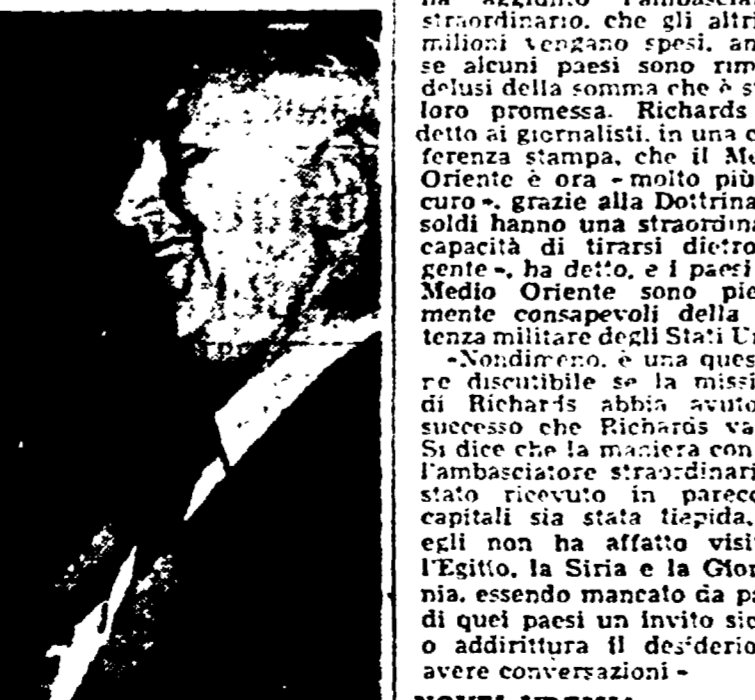 ha aggiunto l'ambascia
straordinario. che gli altri
milioni vengano spesi, an
se alcuni paesi sono rim
delusi della somma che è s
loro promessa. Richards
detto ai giornalisti, in una c
ferenza stampa, che il Me
Oriente è ora «molto più
curo», grazie alla Dottrina
soldi hanno una straordina
capacità di tirarsi dietro
gente», ha detto, e i paesi
Medio Oriente sono pie
mente consapevoli della
tenza militare degli Stati Un
«Nondimeno, è una ques
ne discutibile se la missi
di Richards abbia avuto
successo che Richards va
Si dice che la maniera con
l'ambasciatore straordinari
stato ricevuto in parecc
capitali sia stata tiepida,
egli non ha affatto visit
l'Egitto, la Siria e la Gior
nia, essendo mancato da pa
di quei paesi un invito sic
o addirittura il desiderio
avere conversazioni»